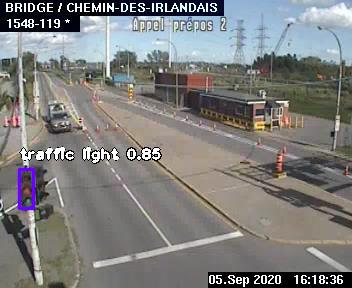 BRIDGE / CHEMIN-DES-IRLANDAIS
1548-119 *
Appel prépos 2
traffic light 0.85
05.Sep 2020 16:18:36